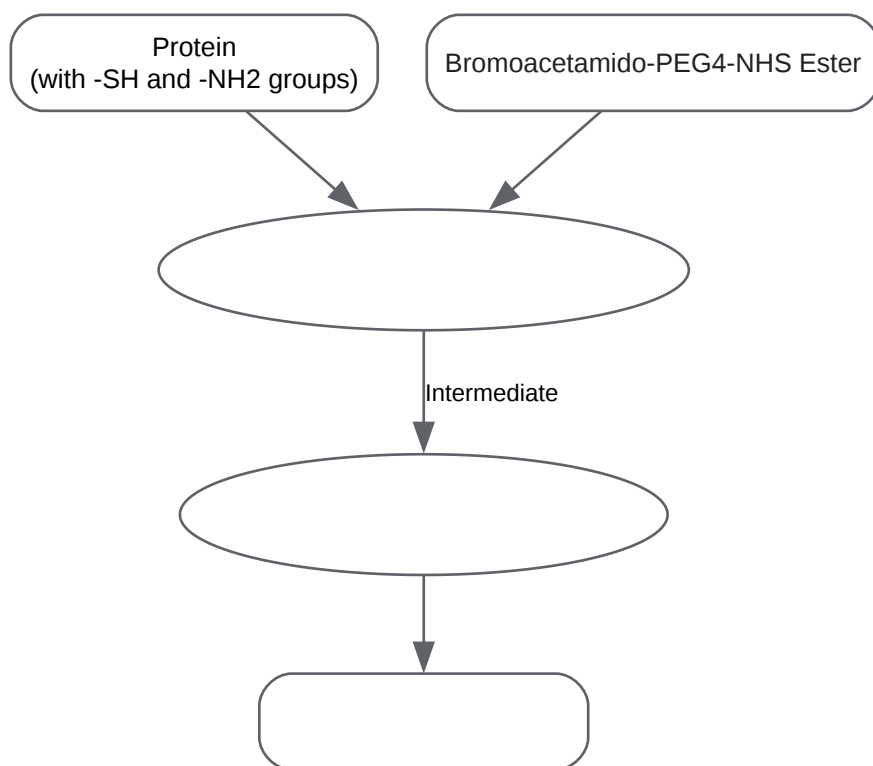 Protein
(with -SH and -NH2 groups)
Bromoacetamido-PEG4-NHS Ester
Intermediate